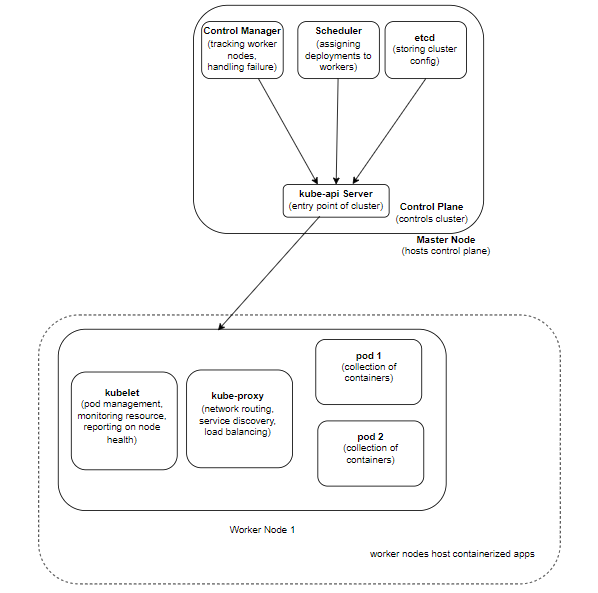 Control Manager
(tracking worker
nodes,
handling failure)
Scheduler
(assigning
deployments to
workers)
etcd
(storing cluster
config)
kube-api Server
(entry point of cluster)
Control Plane
(controls cluster)
Master Node
(hosts control plane)
kubelet
(pod management,
monitoring resource,
reporting on node
health)
kube-proxy
(network routing,
service discovery,
load balancing)
pod 1
(collection of
containers)
pod 2
(collection of
containers)
Worker Node 1
worker nodes host containerized apps